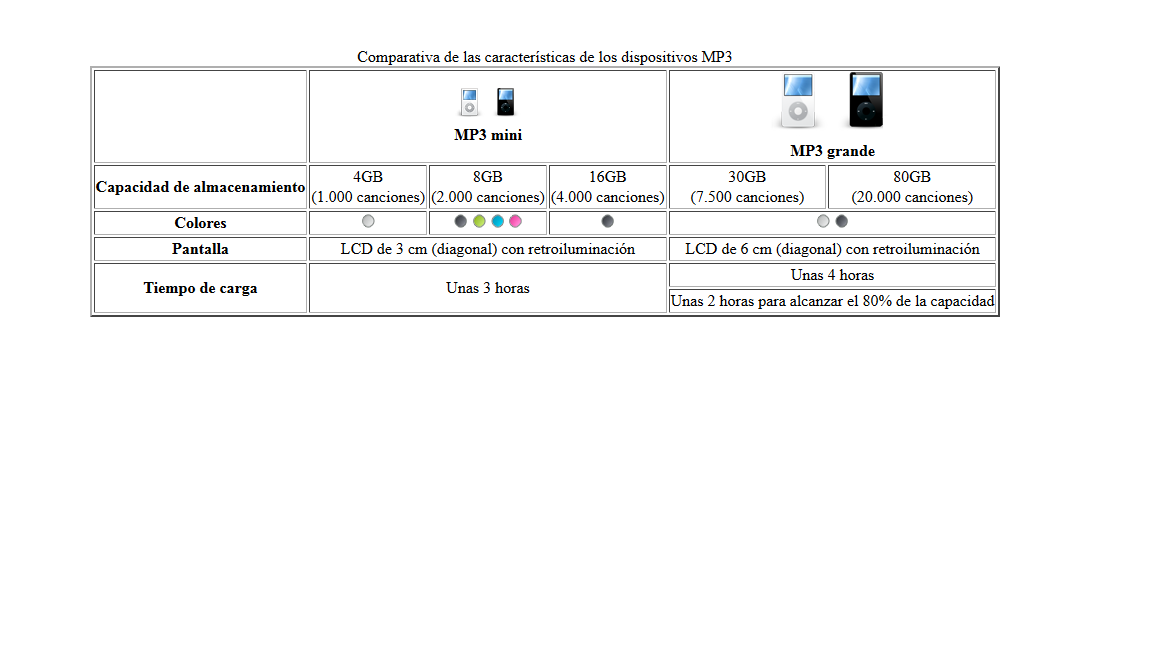 Comparativa de las características de los dispositivos MP3
MP3 mini
MP3 grande
Capacidad de almacenamiento
4GB
(1.000 canciones)
8GB
(2.000 canciones)
16GB
(4.000 canciones)
30GB
(7.500 canciones)
80GB
(20.000 canciones)
Colores
Pantalla
LCD de 3 cm (diagonal) con retroiluminación
LCD de 6 cm (diagonal) con retroiluminación
Tiempo de carga
Unas 3 horas
Unas 4 horas
Unas 2 horas para alcanzar el 80% de la capacidad